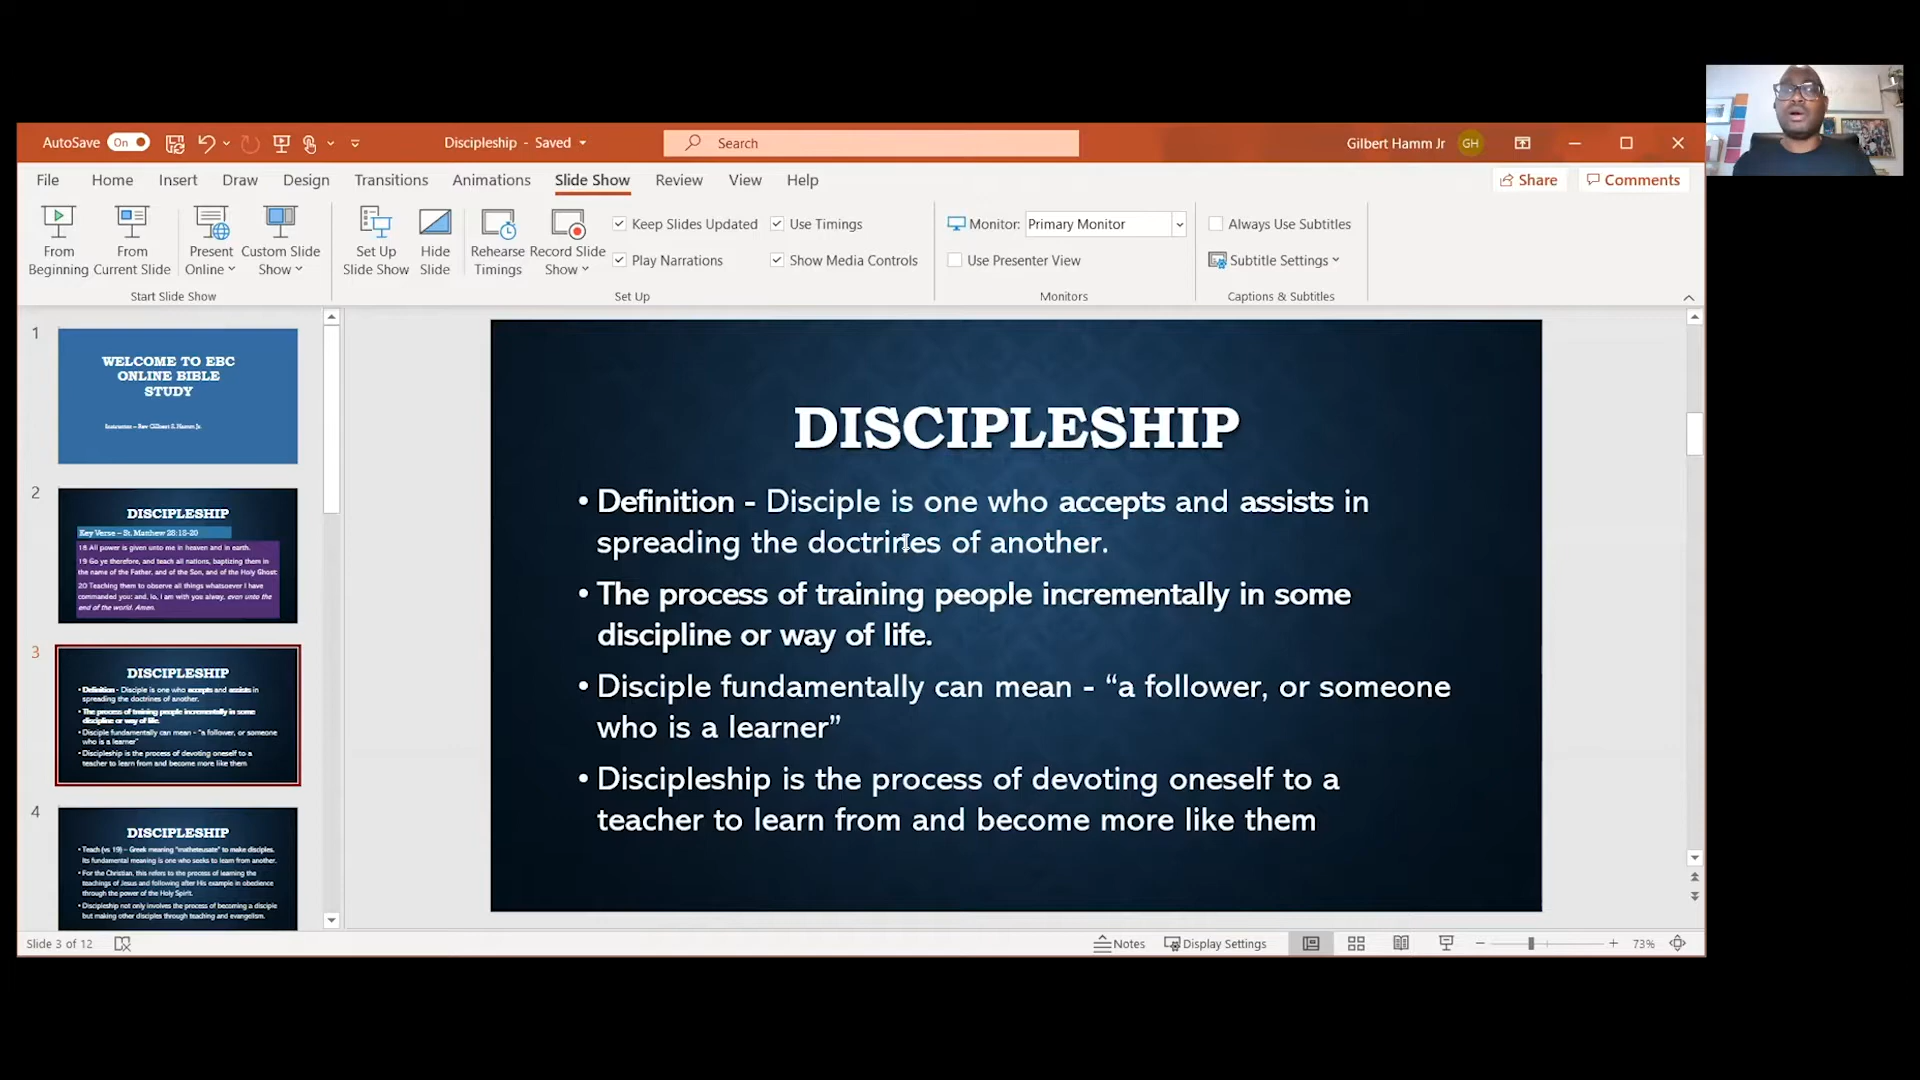 AutoSave On
Discipleship - Saved
Search
Gilbert Hamm Jr GH
File Home Insert Draw Design Transitions Animations Slide Show Review View Help
Share Comments
From Beginning
From Current Slide
Present Online
Custom Slide Show
Start Slide Show
Set Up Slide Show
Hide Slide
Rehearse Timings
Record Slide Show
Keep Slides Updated
Use Timings
Play Narrations
Show Media Controls
Set Up
Monitor: Primary Monitor
Use Presenter View
Monitors
Always Use Subtitles
Subtitle Settings
Captions & Subtitles
1
WELCOME TO EBC
ONLINE BIBLE
STUDY
Instructor – Rev Gilbert S. Hamm Jr.
2
DISCIPLESHIP
Key Verse – St. Matthew 28:18-20
18 All power is given unto me in heaven and in earth.
19 Go ye therefore, and teach all nations, baptizing them in
the name of the Father, and of the Son, and of the Holy Ghost:
20 Teaching them to observe all things whatsoever I have
commanded you: and, lo, I am with you alway, even unto the
end of the world. Amen.
3
DISCIPLESHIP
• Definition - Disciple is one who accepts and assists in
spreading the doctrines of another.
• The process of training people incrementally in some
discipline or way of life.
• Disciple fundamentally can mean - “a follower, or someone
who is a learner”
• Discipleship is the process of devoting oneself to a
teacher to learn from and become more like them
4
DISCIPLESHIP
• Teach (vs 19) – Greek meaning “matheteusate” to make disciples.
Its fundamental meaning is one who seeks to learn from another.
• For the Christian, this refers to the process of learning the
teachings of Jesus and following after His example in obedience
through the power of the Holy Spirit.
• Discipleship not only involves the process of becoming a disciple
but making other disciples through teaching and evangelism.
DISCIPLESHIP
• Definition - Disciple is one who accepts and assists in
spreading the doctrines of another.
• The process of training people incrementally in some
discipline or way of life.
• Disciple fundamentally can mean - “a follower, or someone
who is a learner”
• Discipleship is the process of devoting oneself to a
teacher to learn from and become more like them
Slide 3 of 12
Notes Display Settings 73%